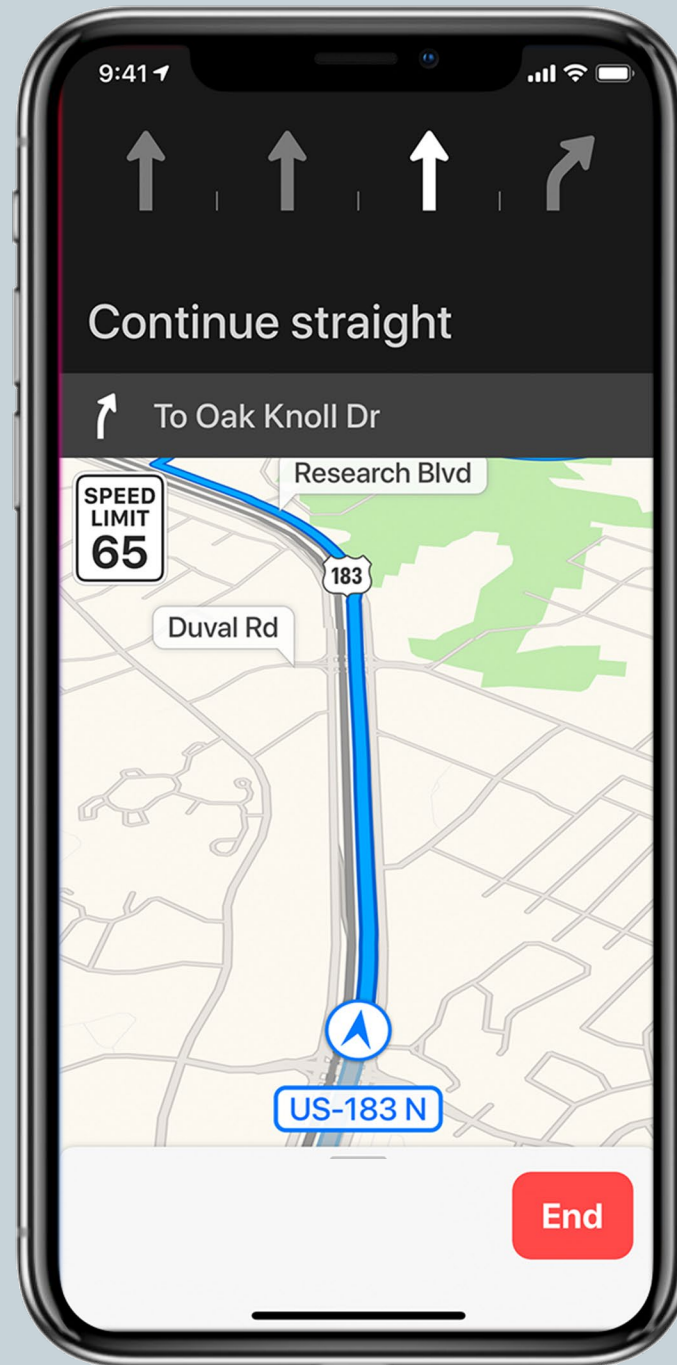 9:41
Continue straight
To Oak Knoll Dr
Research Blvd
SPEED
LIMIT
65
183
Duval Rd
US-183 N
End